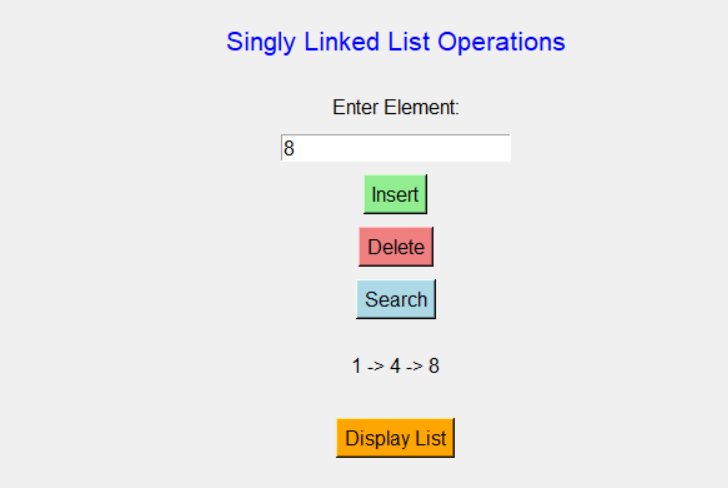 Singly Linked List Operations
Enter Element:
8
Insert
Delete
Search
1 -> 4 -> 8
Display List